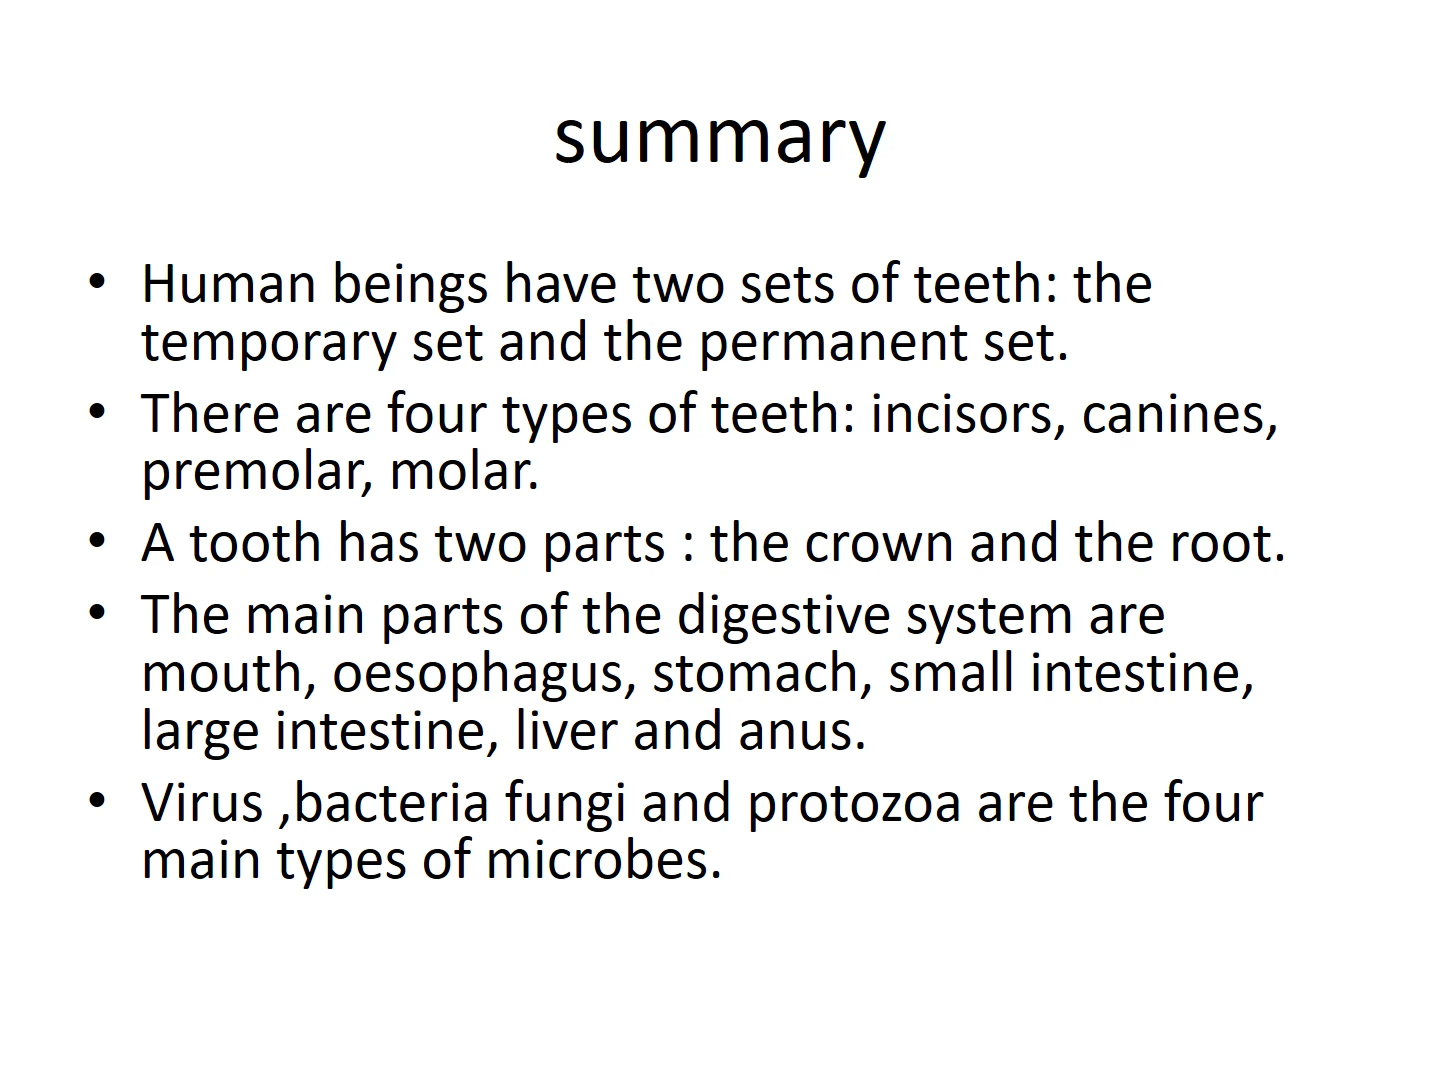 summary
• Human beings have two sets of teeth: the
temporary set and the permanent set.
• There are four types of teeth: incisors, canines,
premolar, molar.
• A tooth has two parts : the crown and the root.
• The main parts of the digestive system are
mouth, oesophagus, stomach, small intestine,
large intestine, liver and anus.
• Virus ,bacteria fungi and protozoa are the four
main types of microbes.